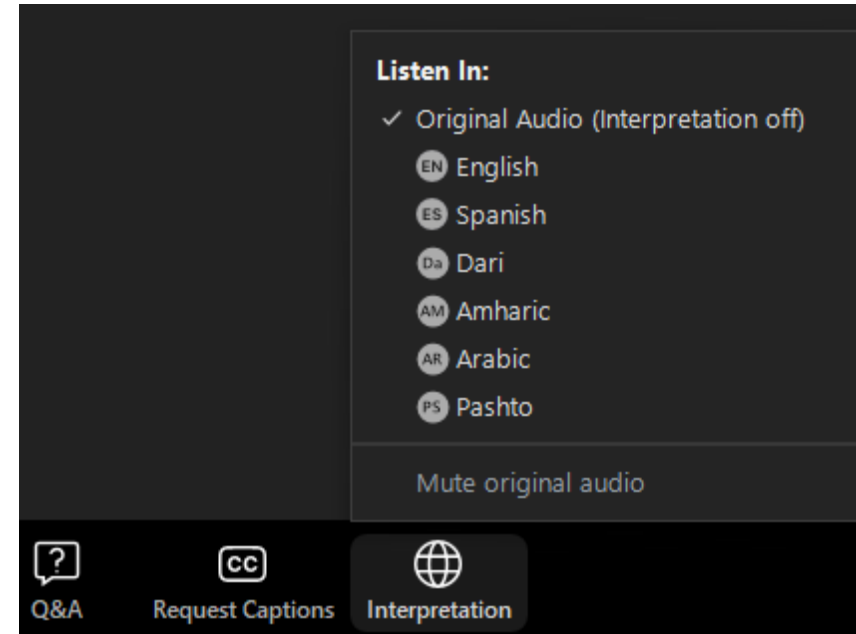 Listen In:
✓ Original Audio (Interpretation off)
EN English
ES Spanish
Da Dari
AM Amharic
AR Arabic
PS Pashto
Mute original audio
? CC
Q&A Request Captions Interpretation